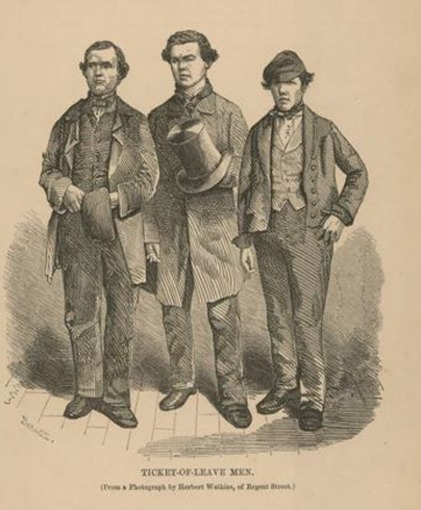 TICKET-OF-LEAVE MEN.
(From a Photograph by Herbert Watkins, of Regent Street.)